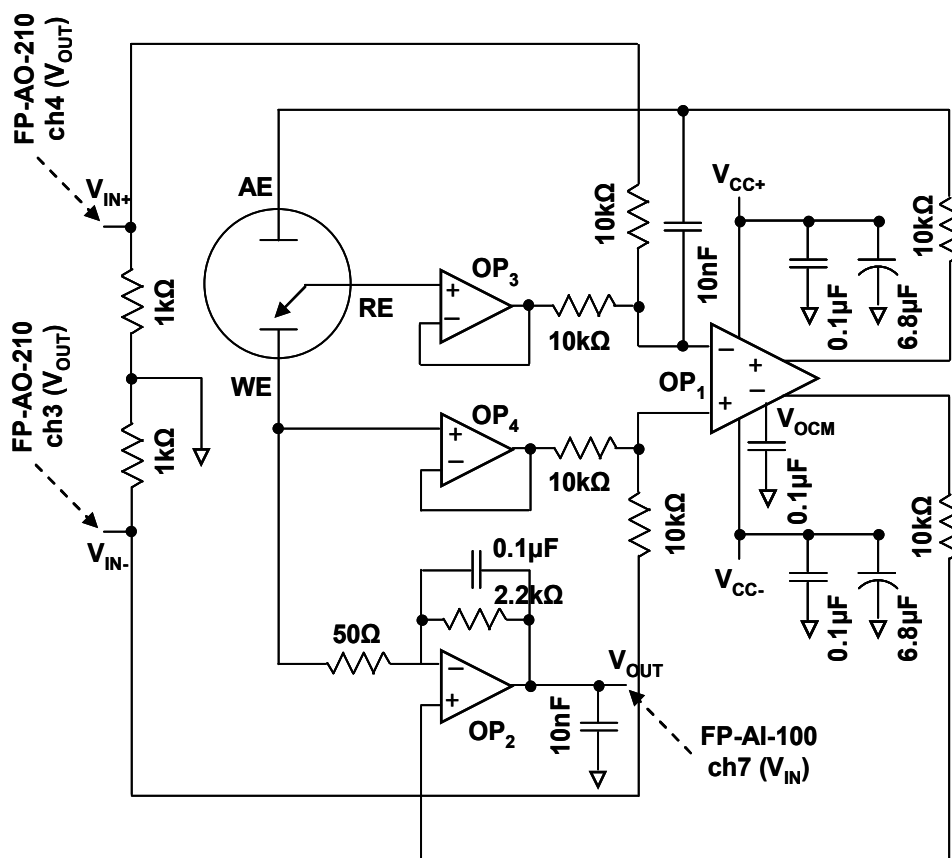 FP-AO-210
ch4 (VOUT)
VIN+
1kΩ
FP-AO-210
ch3 (VOUT)
1kΩ
VIN-
AE
RE
WE
OP3
+
−
10kΩ
10kΩ
10nF
OP4
+
−
10kΩ
10kΩ
OP1
−
+
+
−
VCC+
0.1µF
6.8µF
10kΩ
VOCM
0.1µF
VCC-
0.1µF
6.8µF
10kΩ
0.1µF
2.2kΩ
50Ω
−
+
OP2
VOUT
10nF
FP-AI-100
ch7 (VIN)